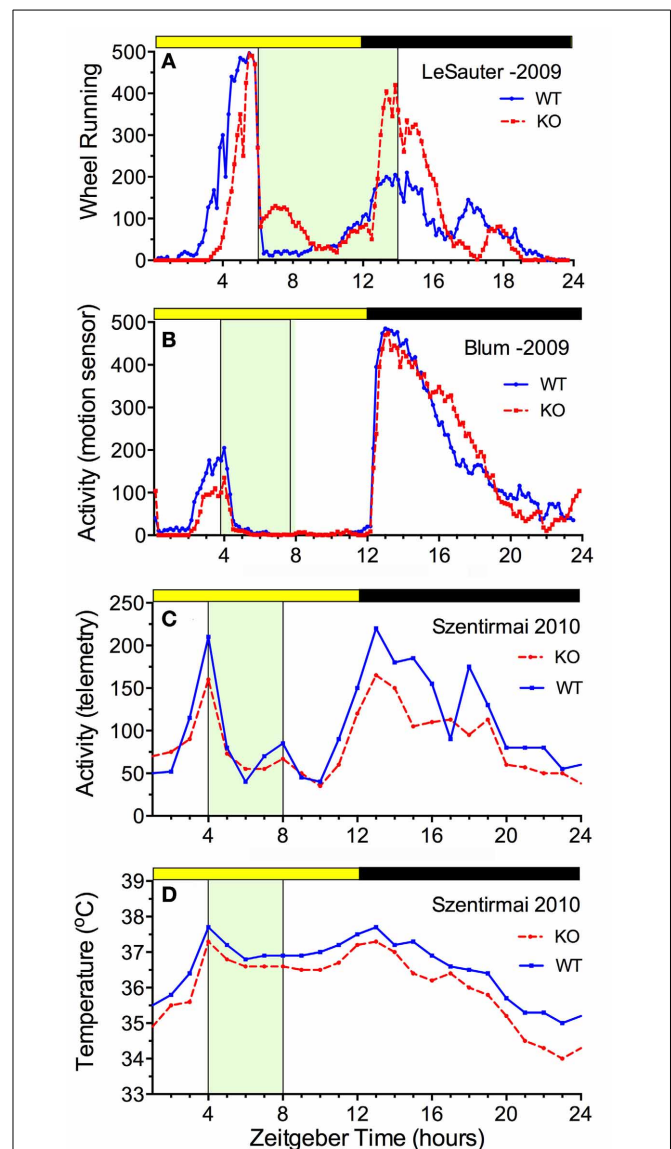 A
LeSauter -2009
WT
KO
Wheel Running
500
400
300
200
100
0
4
8
12
16
20
24
B
Blum -2009
WT
KO
Activity (motion sensor)
500
400
300
200
100
0
4
8
12
16
20
24
C
Szentirmai 2010
KO
WT
Activity (telemetry)
250
200
150
100
50
0
4
8
12
16
20
24
D
Szentirmai 2010
KO
WT
Temperature (°C)
39
38
37
36
35
34
33
4
8
12
16
20
24
Zeitgeber Time (hours)